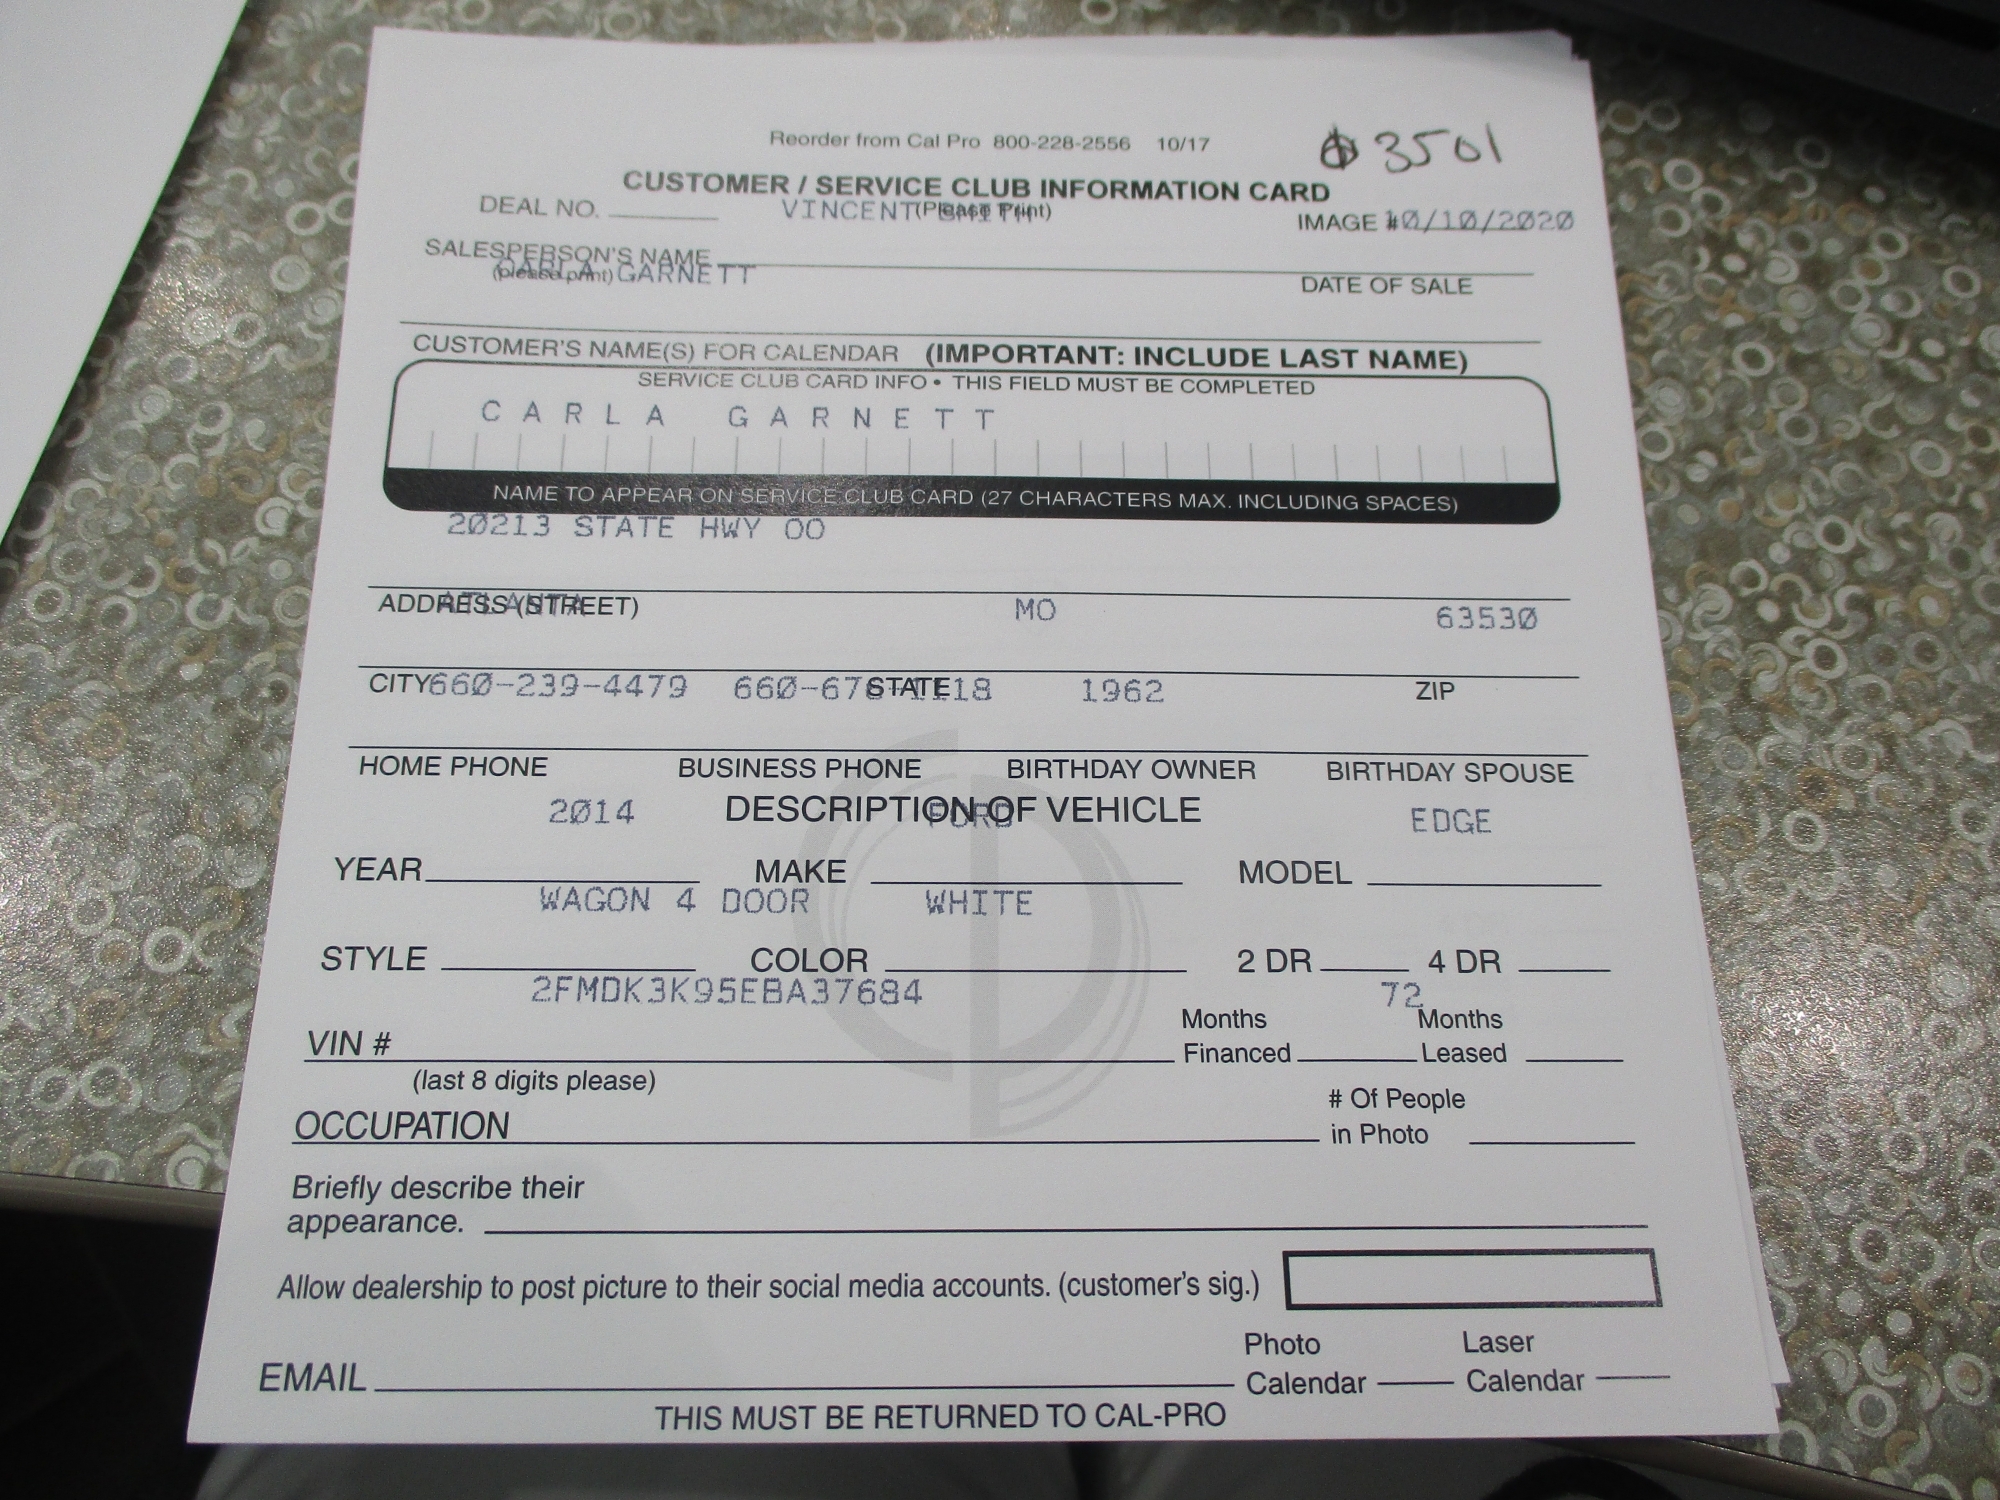 Reorder from Cal Pro 800-228-2556 10/17
3501
CUSTOMER / SERVICE CLUB INFORMATION CARD
DEAL NO. VINCENT SMITH (Please Print) IMAGE # 10/10/2020
SALESPERSON'S NAME
(please print) CARLA GARNETT
DATE OF SALE
CUSTOMER'S NAME(S) FOR CALENDAR (IMPORTANT: INCLUDE LAST NAME)
SERVICE CLUB CARD INFO • THIS FIELD MUST BE COMPLETED
CARLA GARNETT
NAME TO APPEAR ON SERVICE CLUB CARD (27 CHARACTERS MAX. INCLUDING SPACES)
20213 STATE HWY OO
ADDRESS (STREET) ATLANTA MO 63530
CITY 660-239-4479 STATE 1962 ZIP
HOME PHONE BUSINESS PHONE BIRTHDAY OWNER BIRTHDAY SPOUSE
2014 DESCRIPTION OF VEHICLE FORD EDGE
YEAR MAKE MODEL
WAGON 4 DOOR WHITE
STYLE COLOR 2 DR 4 DR
2FMDK3K95EBA37684 72
VIN # Months Financed Months Leased
(last 8 digits please)
OCCUPATION # Of People in Photo
Briefly describe their
appearance.
Allow dealership to post picture to their social media accounts. (customer's sig.)
EMAIL Photo Calendar Laser Calendar
THIS MUST BE RETURNED TO CAL-PRO